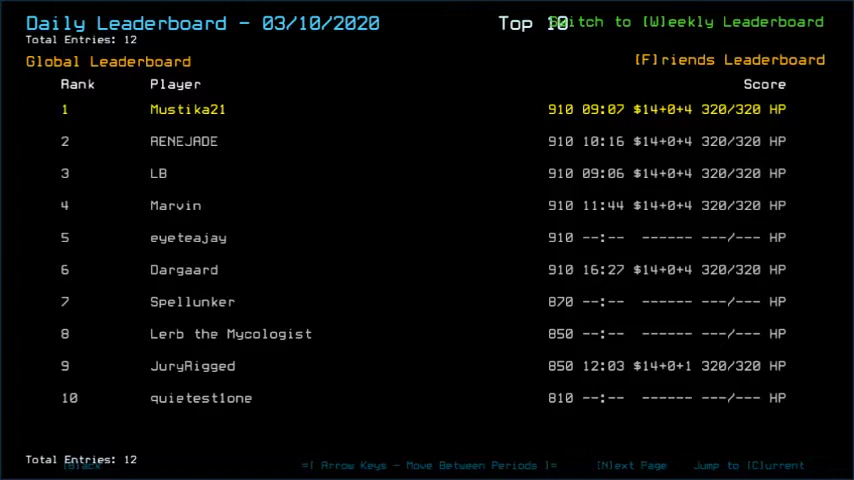 Daily Leaderboard - 03/10/2020 Top 10 Switch to [W]eekly Leaderboard
Total Entries: 12
Global Leaderboard [F]riends Leaderboard
Rank Player Score
1 Mustika21 910 09:07 $14+0+4 320/320 HP
2 RENEJADE 910 10:16 $14+0+4 320/320 HP
3 LB 910 09:06 $14+0+4 320/320 HP
4 Marvin 910 11:44 $14+0+4 320/320 HP
5 eyeteajay 910 --:-- ------ ---/--- HP
6 Dargaard 910 16:27 $14+0+4 320/320 HP
7 Spellunker 870 --:-- ------ ---/--- HP
8 Lerb the Mycologist 850 --:-- ------ ---/--- HP
9 JuryRigged 850 12:03 $14+0+1 320/320 HP
10 quietest1one 810 --:-- ------ ---/--- HP
Total Entries: 12
[B]ack =[ Arrow Keys - Move Between Periods ]= [N]ext Page Jump to [C]urrent